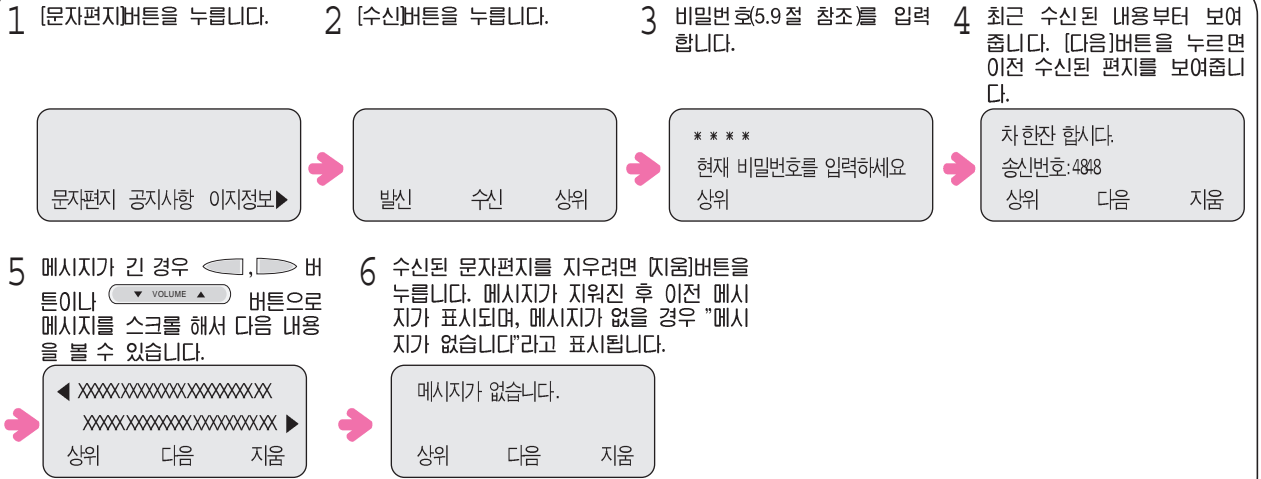 1 [문자편지]버튼을 누릅니다.
문자편지 공지사항 이지정보▶
2 [수신]버튼을 누릅니다.
발신 수신 상위
3 비밀번호(5.9절 참조)를 입력
합니다.
* * * *
현재 비밀번호를 입력하세요
상위
4 최근 수신된 내용부터 보여
줍니다. [다음]버튼을 누르면
이전 수신된 편지를 보여줍니
다.
차 한잔 합시다.
송신번호:4848
상위 다음 지움
5 메시지가 긴 경우 , 버
튼이나 ▼ VOLUME ▲ 버튼으로
메시지를 스크롤 해서 다음 내용
을 볼 수 있습니다.
◀ XXXXXXXXXXXXXXXXXXXXX
XXXXXXXXXXXXXXXXXXXXX ▶
상위 다음 지움
6 수신된 문자편지를 지우려면 [지움]버튼을
누릅니다. 메시지가 지워진 후 이전 메시
지가 표시되며, 메시지가 없을 경우 "메시
지가 없습니다"라고 표시됩니다.
메시지가 없습니다.
상위 다음 지움